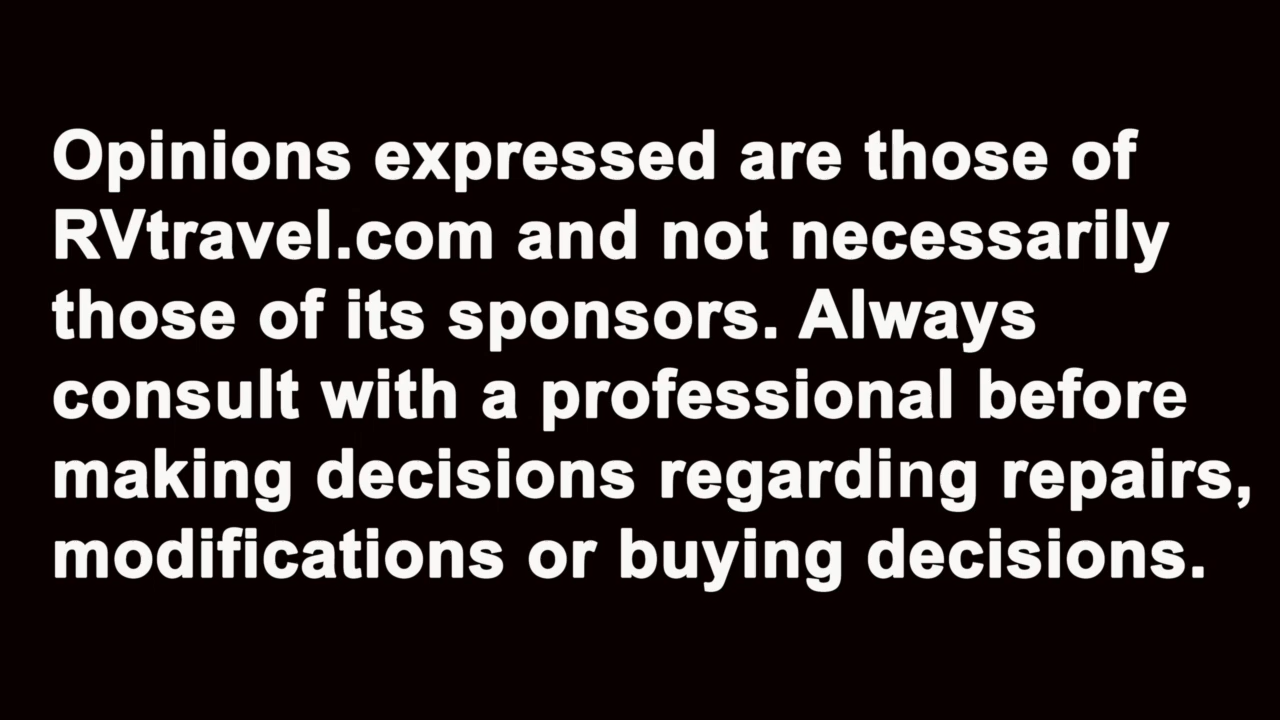 Opinions expressed are those of
RVtravel.com and not necessarily
those of its sponsors. Always
consult with a professional before
making decisions regarding repairs,
modifications or buying decisions.